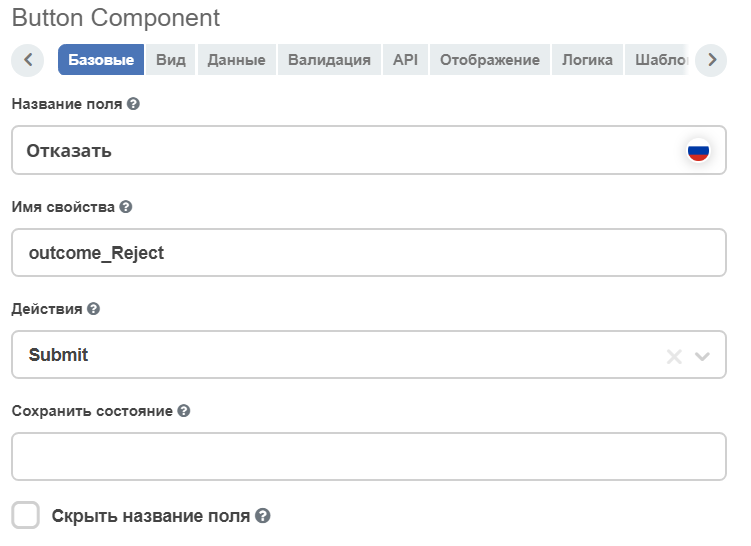 Button Component
Базовые Вид Данные Валидация API Отображение Логика Шабло
Название поля
Отказать
Имя свойства
outcome_Reject
Действия
Submit
Сохранить состояние
Скрыть название поля